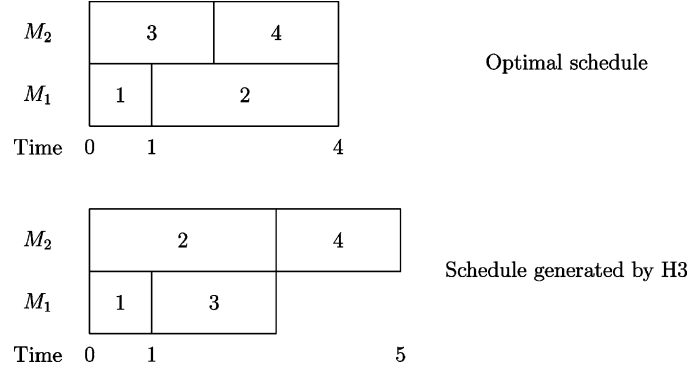 M₂ 3 4
Optimal schedule
M₁ 1 2
Time 0 1 4
M₂ 2 4
Schedule generated by H3
M₁ 1 3
Time 0 1 5